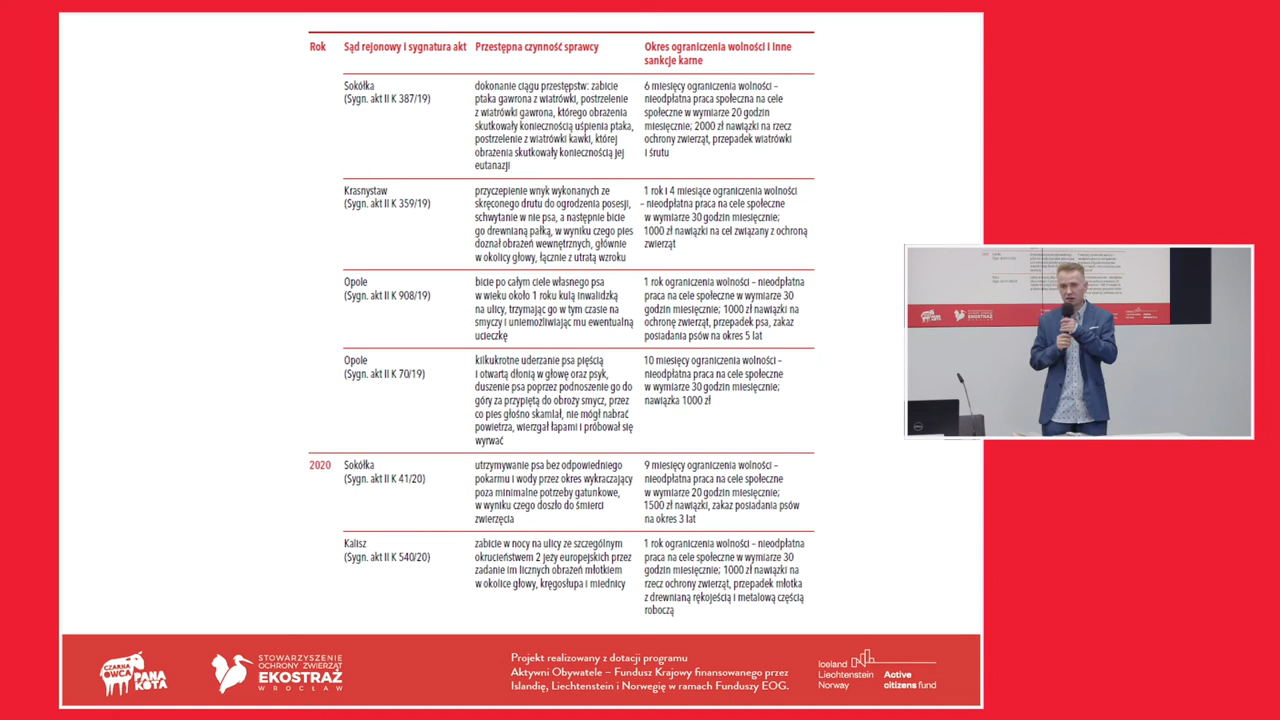 Rok Sąd rejonowy i sygnatura akt Przestępna czynność sprawcy Okres ograniczenia wolności i inne
sankcje karne
Sokółka
(Sygn. akt II K 387/19)
dokonanie ciągu przestępstw: zabicie
ptaka gawrona z wiatrówki, postrzelenie
z wiatrówki gawrona, którego obrażenia
skutkowały koniecznością uśpienia ptaka,
postrzelenie z wiatrówki kawki, której
obrażenia skutkowały koniecznością jej
eutanazji
6 miesięcy ograniczenia wolności –
nieodpłatna praca społeczna na cele
społeczne w wymiarze 20 godzin
miesięcznie; 2000 zł nawiązki na rzecz
ochrony zwierząt, przepadek wiatrówki
i śrutu
Krasnystaw
(Sygn. akt II K 359/19)
przyczepienie wnyk wykonanych ze
skręconego drutu do ogrodzenia posesji,
schwytanie w nie psa, a następnie bicie
go drewnianą pałką, w wyniku czego pies
doznał obrażeń wewnętrznych, głównie
w okolicy głowy, łącznie z utratą wzroku
1 rok i 4 miesiące ograniczenia wolności
– nieodpłatna praca na cele społeczne
w wymiarze 30 godzin miesięcznie;
1000 zł nawiązki na cel związany z ochroną
zwierząt
Opole
(Sygn. akt II K 908/19)
bicie po całym ciele własnego psa
w wieku około 1 roku kulą inwalidzką
na ulicy, trzymając go w tym czasie na
smyczy i uniemożliwiając mu ewentualną
ucieczkę
1 rok ograniczenia wolności – nieodpłatna
praca na cele społeczne w wymiarze 30
godzin miesięcznie; 1000 zł nawiązki na
ochronę zwierząt, przepadek psa, zakaz
posiadania psów na okres 5 lat
Opole
(Sygn. akt II K 70/19)
kilkukrotne uderzanie psa pięścią
i otwartą dłonią w głowę oraz psyk,
duszenie psa poprzez podnoszenie go do
góry za przypiętą do obroży smycz, przez
co pies głośno skamlał, nie mógł nabrać
powietrza, wierzgał łapami i próbował się
wyrwać
10 miesięcy ograniczenia wolności –
nieodpłatna praca na cele społeczne
w wymiarze 30 godzin miesięcznie;
nawiązka 1000 zł
2020 Sokółka
(Sygn. akt II K 41/20)
utrzymywanie psa bez odpowiedniego
pokarmu i wody przez okres wykraczający
poza minimalne potrzeby gatunkowe,
w wyniku czego doszło do śmierci
zwierzęcia
9 miesięcy ograniczenia wolności –
nieodpłatna praca na cele społeczne
w wymiarze 20 godzin miesięcznie;
1500 zł nawiązki, zakaz posiadania psów
na okres 3 lat
Kalisz
(Sygn. akt II K 540/20)
zabicie w nocy na ulicy ze szczególnym
okrucieństwem 2 jeży europejskich przez
zadanie im licznych obrażeń młotkiem
w okolice głowy, kręgosłupa i miednicy
1 rok ograniczenia wolności – nieodpłatna
praca na cele społeczne w wymiarze 30
godzin miesięcznie; 1000 zł nawiązki na
rzecz ochrony zwierząt, przepadek młotka
z drewnianą rękojeścią i metalową częścią
roboczą
CZARNA
OWCA
PANA
KOTA
STOWARZYSZENIE
OCHRONY ZWIERZĄT
EKOSTRAŻ
WROCŁAW
Projekt realizowany z dotacji programu
Aktywni Obywatele – Fundusz Krajowy finansowanego przez
Islandię, Liechtenstein i Norwegię w ramach Funduszy EOG.
Iceland
Liechtenstein
Norway
Active
citizens fund
PANA
KOTA
EKOSTRAŻ